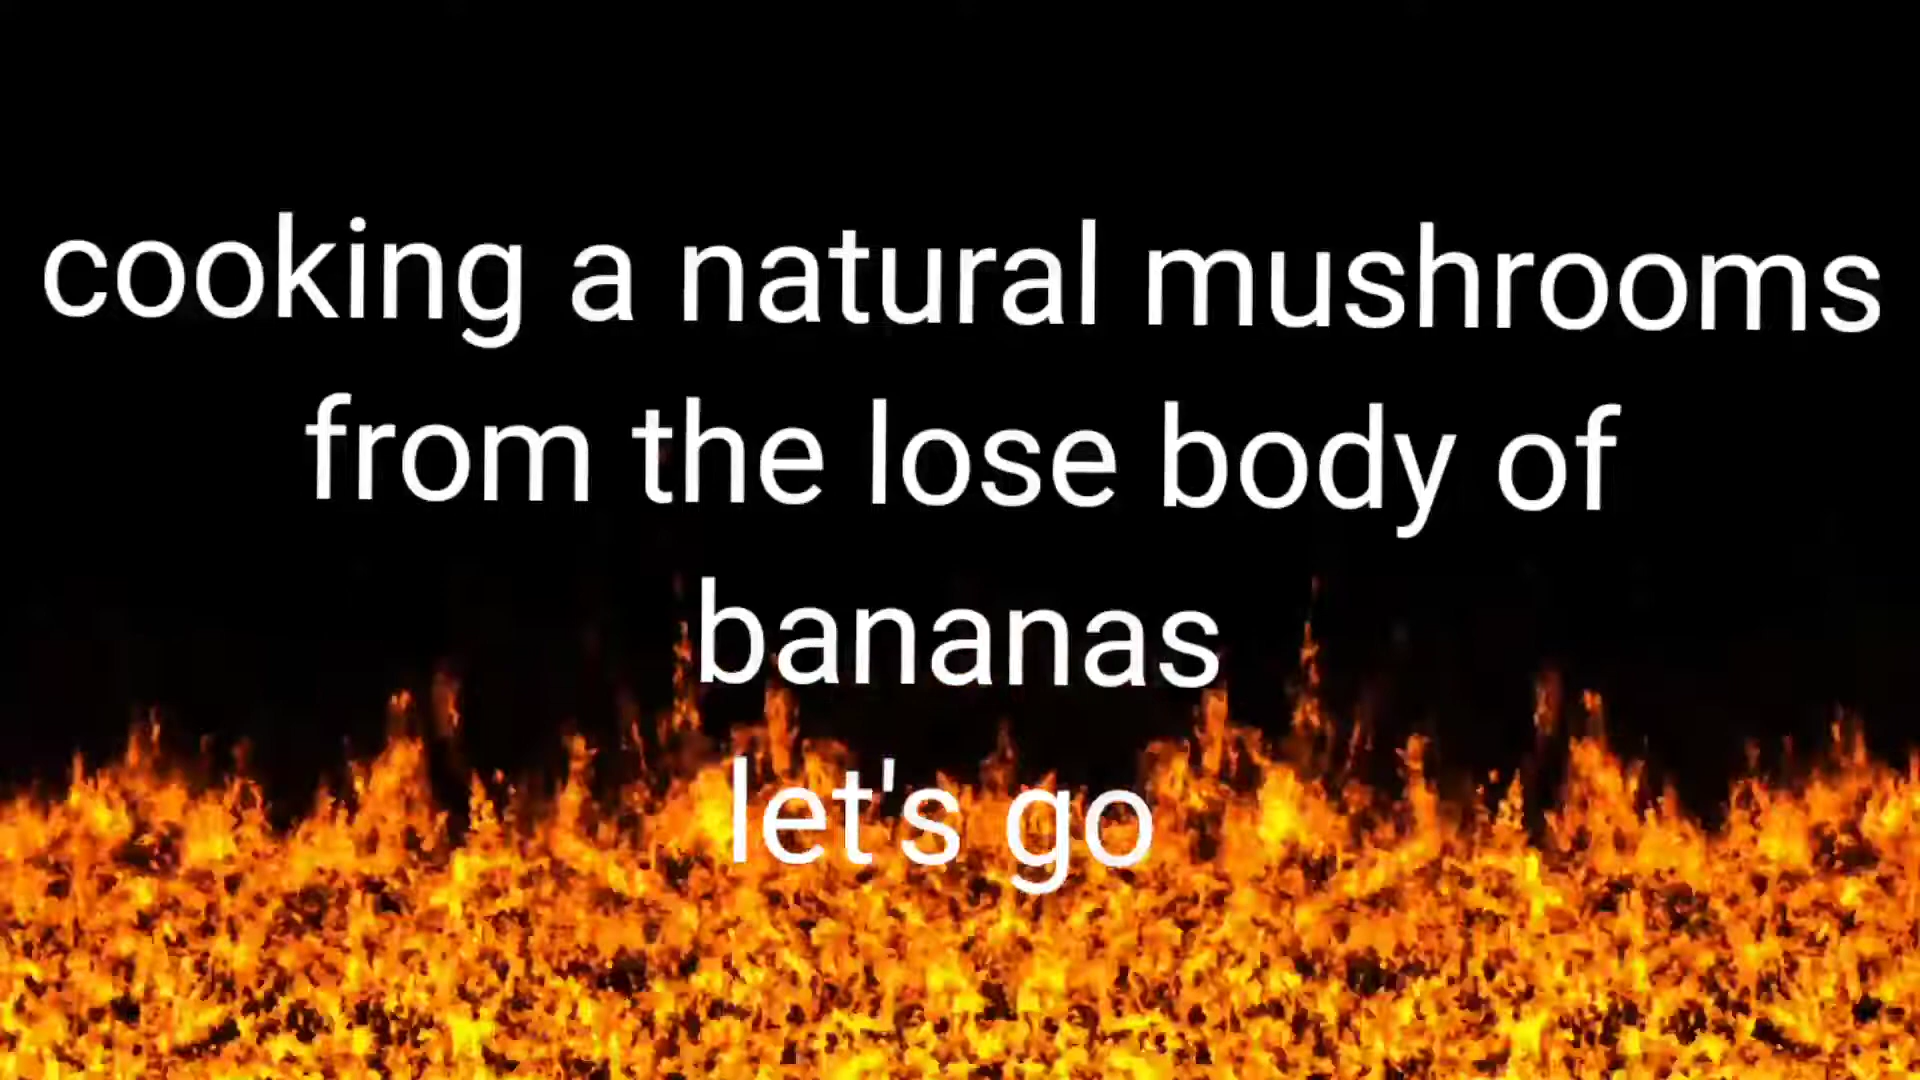 cooking a natural mushrooms
from the lose body of
bananas
let's go